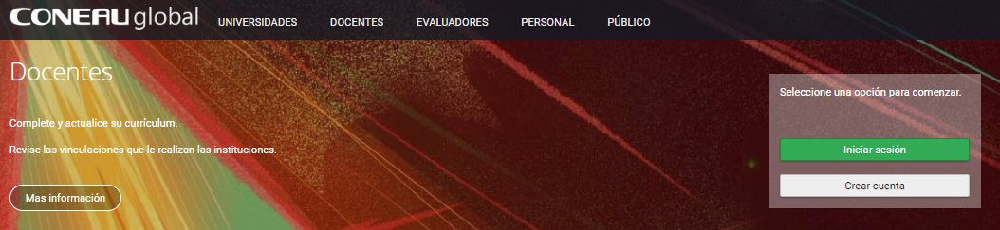 CONEAU global
UNIVERSIDADES DOCENTES EVALUADORES PERSONAL PÚBLICO
Docentes
Complete y actualice su currículum.
Revise las vinculaciones que le realizan las instituciones.
Mas información
Seleccione una opción para comenzar.
Iniciar sesión
Crear cuenta